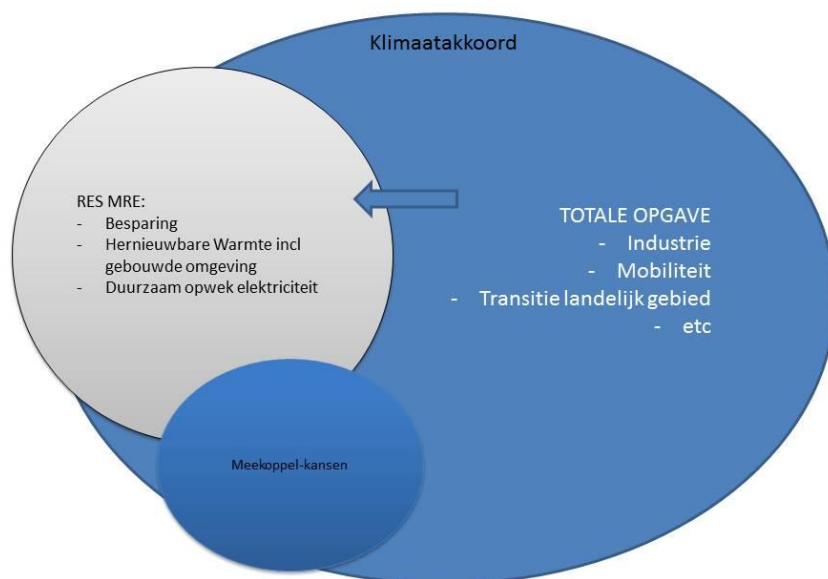 Klimaatakkoord
RES MRE:
- Besparing
- Hernieuwbare Warmte incl
gebouwde omgeving
- Duurzaam opwek elektriciteit
TOTALE OPGAVE
- Industrie
- Mobiliteit
- Transitie landelijk gebied
- etc
Meekoppel-kansen